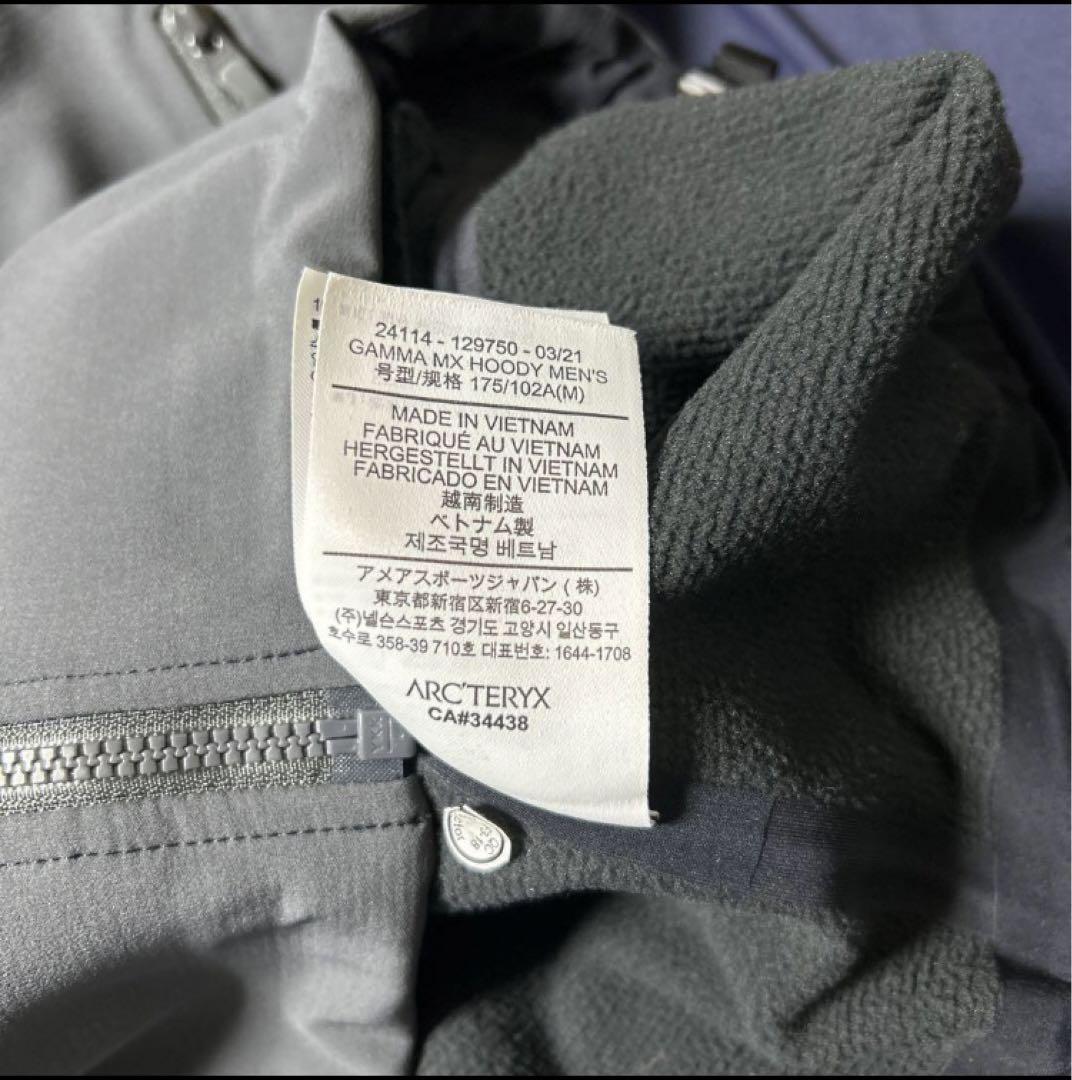 24114 - 129750 - 03/21
GAMMA MX HOODY MEN'S
号型/规格 175/102A(M)
MADE IN VIETNAM
FABRIQUÉ AU VIETNAM
HERGESTELLT IN VIETNAM
FABRICADO EN VIETNAM
越南制造
ベトナム製
제조국명 베트남
アメアスポーツジャパン ( 株)
東京都新宿区新宿6-27-30
(주)넬슨스포츠 경기도 고양시 일산동구
호수로 358-39 710호 대표번호: 1644-1708
ARC'TERYX
CA#34438
QC